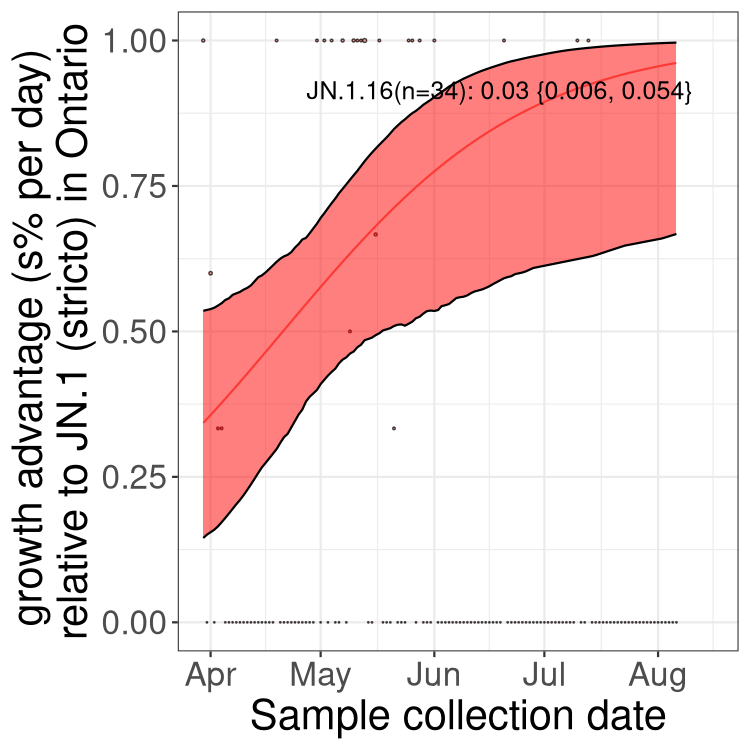 growth advantage (s% per day)
relative to JN.1 (stricto) in Ontario
1.00
0.75
0.50
0.25
0.00
JN.1.16(n=34): 0.03 {0.006, 0.054}
Apr May Jun Jul Aug
Sample collection date